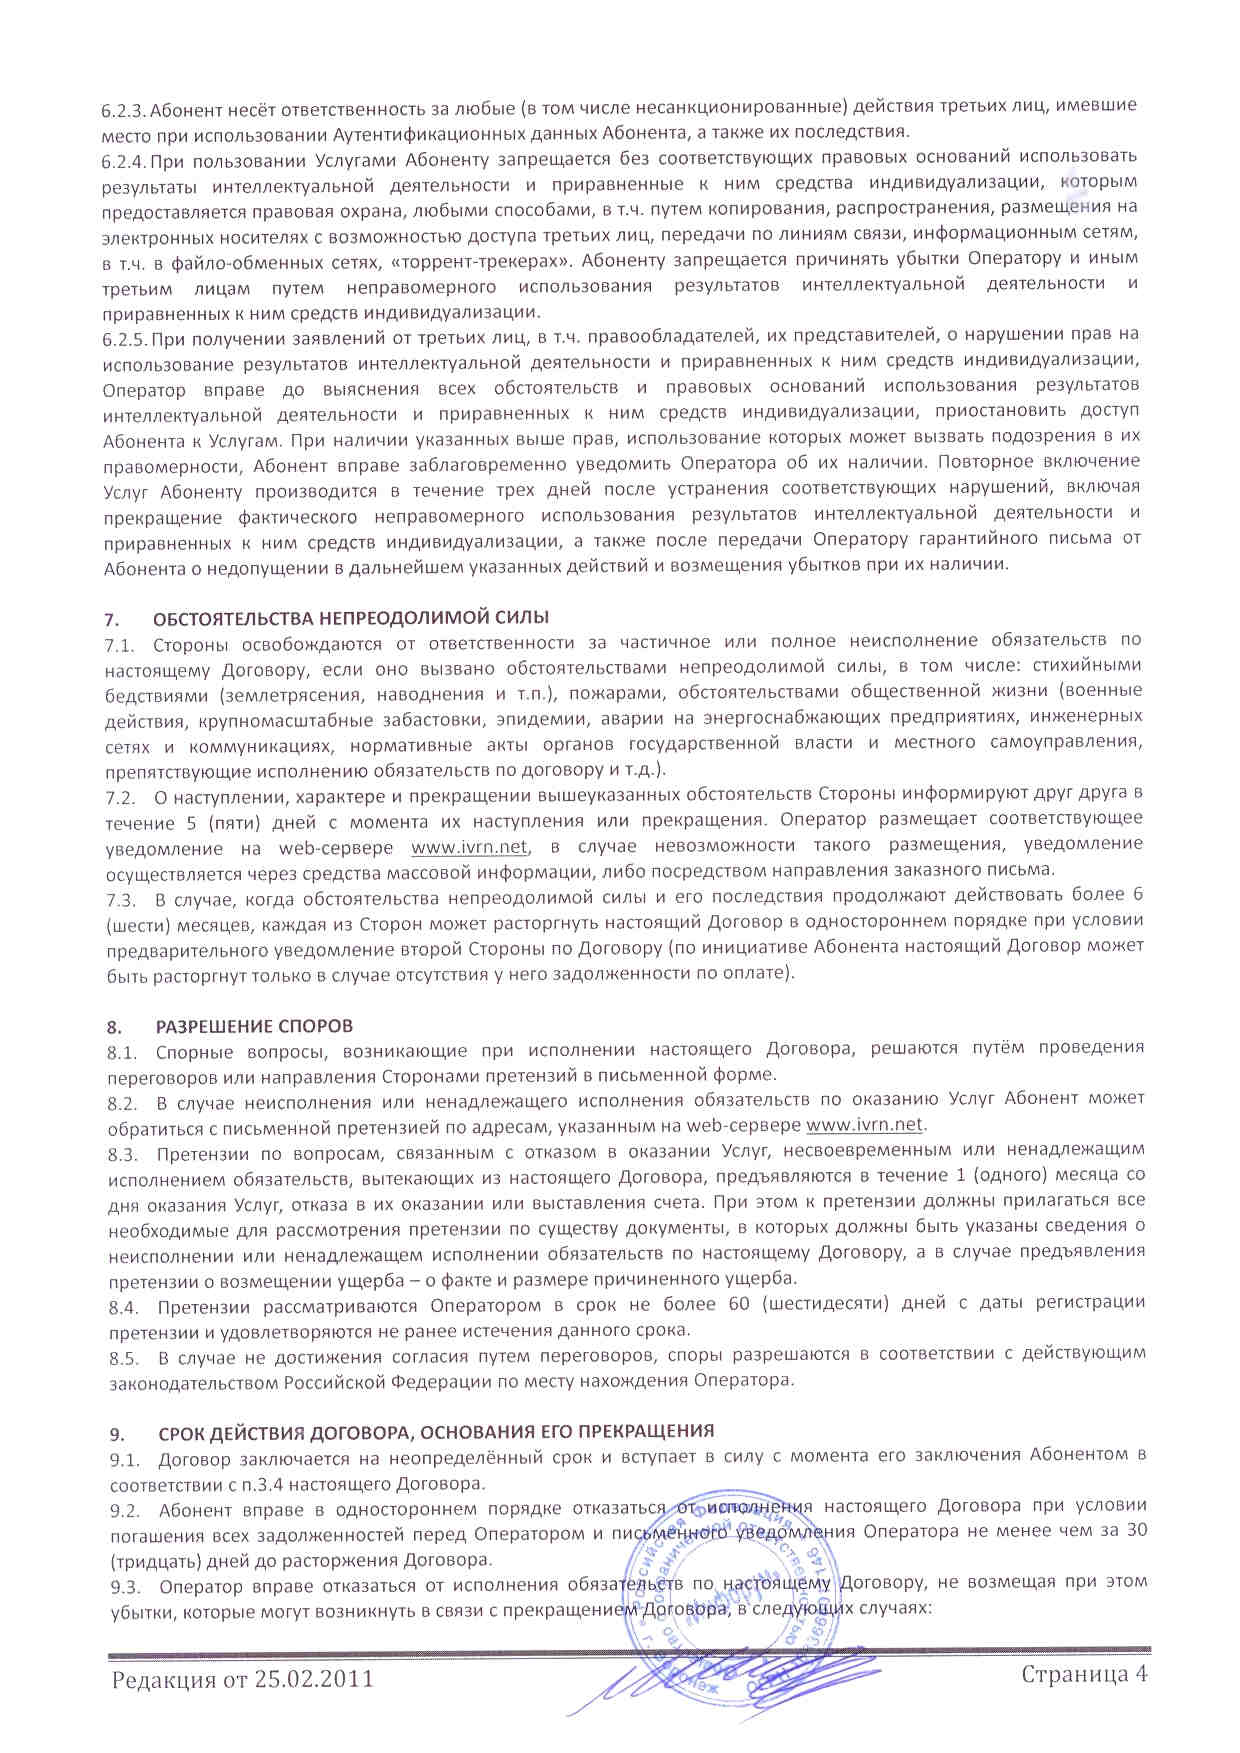 6.2.3. Абонент несёт ответственность за любые (в том числе несанкционированные) действия третьих лиц, имевшие
место при использовании Аутентификационных данных Абонента, а также их последствия.
6.2.4. При пользовании Услугами Абоненту запрещается без соответствующих правовых оснований использовать
результаты интеллектуальной деятельности и приравненные к ним средства индивидуализации, которым
предоставляется правовая охрана, любыми способами, в т.ч. путем копирования, распространения, размещения на
электронных носителях с возможностью доступа третьих лиц, передачи по линиям связи, информационным сетям,
в т.ч. в файло-обменных сетях, «торрент-трекерах». Абоненту запрещается причинять убытки Оператору и иным
третьим лицам путем неправомерного использования результатов интеллектуальной деятельности и
приравненных к ним средств индивидуализации.
6.2.5. При получении заявлений от третьих лиц, в т.ч. правообладателей, их представителей, о нарушении прав на
использование результатов интеллектуальной деятельности и приравненных к ним средств индивидуализации,
Оператор вправе до выяснения всех обстоятельств и правовых оснований использования результатов
интеллектуальной деятельности и приравненных к ним средств индивидуализации, приостановить доступ
Абонента к Услугам. При наличии указанных выше прав, использование которых может вызвать подозрения в их
правомерности, Абонент вправе заблаговременно уведомить Оператора об их наличии. Повторное включение
Услуг Абоненту производится в течение трех дней после устранения соответствующих нарушений, включая
прекращение фактического неправомерного использования результатов интеллектуальной деятельности и
приравненных к ним средств индивидуализации, а также после передачи Оператору гарантийного письма от
Абонента о недопущении в дальнейшем указанных действий и возмещения убытков при их наличии.
7. ОБСТОЯТЕЛЬСТВА НЕПРЕОДОЛИМОЙ СИЛЫ
7.1. Стороны освобождаются от ответственности за частичное или полное неисполнение обязательств по
настоящему Договору, если оно вызвано обстоятельствами непреодолимой силы, в том числе: стихийными
бедствиями (землетрясения, наводнения и т.п.), пожарами, обстоятельствами общественной жизни (военные
действия, крупномасштабные забастовки, эпидемии, аварии на энергоснабжающих предприятиях, инженерных
сетях и коммуникациях, нормативные акты органов государственной власти и местного самоуправления,
препятствующие исполнению обязательств по договору и т.д.).
7.2. О наступлении, характере и прекращении вышеуказанных обстоятельств Стороны информируют друг друга в
течение 5 (пяти) дней с момента их наступления или прекращения. Оператор размещает соответствующее
уведомление на web-сервере www.ivrn.net, в случае невозможности такого размещения, уведомление
осуществляется через средства массовой информации, либо посредством направления заказного письма.
7.3. В случае, когда обстоятельства непреодолимой силы и его последствия продолжают действовать более 6
(шести) месяцев, каждая из Сторон может расторгнуть настоящий Договор в одностороннем порядке при условии
предварительного уведомление второй Стороны по Договору (по инициативе Абонента настоящий Договор может
быть расторгнут только в случае отсутствия у него задолженности по оплате).
8. РАЗРЕШЕНИЕ СПОРОВ
8.1. Спорные вопросы, возникающие при исполнении настоящего Договора, решаются путём проведения
переговоров или направления Сторонами претензий в письменной форме.
8.2. В случае неисполнения или ненадлежащего исполнения обязательств по оказанию Услуг Абонент может
обратиться с письменной претензией по адресам, указанным на web-сервере www.ivrn.net.
8.3. Претензии по вопросам, связанным с отказом в оказании Услуг, несвоевременным или ненадлежащим
исполнением обязательств, вытекающих из настоящего Договора, предъявляются в течение 1 (одного) месяца со
дня оказания Услуг, отказа в их оказании или выставления счета. При этом к претензии должны прилагаться все
необходимые для рассмотрения претензии по существу документы, в которых должны быть указаны сведения о
неисполнении или ненадлежащем исполнении обязательств по настоящему Договору, а в случае предъявления
претензии о возмещении ущерба – о факте и размере причиненного ущерба.
8.4. Претензии рассматриваются Оператором в срок не более 60 (шестидесяти) дней с даты регистрации
претензии и удовлетворяются не ранее истечения данного срока.
8.5. В случае не достижения согласия путем переговоров, споры разрешаются в соответствии с действующим
законодательством Российской Федерации по месту нахождения Оператора.
9. СРОК ДЕЙСТВИЯ ДОГОВОРА, ОСНОВАНИЯ ЕГО ПРЕКРАЩЕНИЯ
9.1. Договор заключается на неопределённый срок и вступает в силу с момента его заключения Абонентом в
соответствии с п.3.4 настоящего Договора.
9.2. Абонент вправе в одностороннем порядке отказаться от исполнения настоящего Договора при условии
погашения всех задолженностей перед Оператором и письменного уведомления Оператора не менее чем за 30
(тридцать) дней до расторжения Договора.
9.3. Оператор вправе отказаться от исполнения обязательств по настоящему Договору, не возмещая при этом
убытки, которые могут возникнуть в связи с прекращением Договора, в следующих случаях:
Российская Федерация
г. Воронеж
с ограниченной ответственностью
Редакция от 25.02.2011
Страница 4